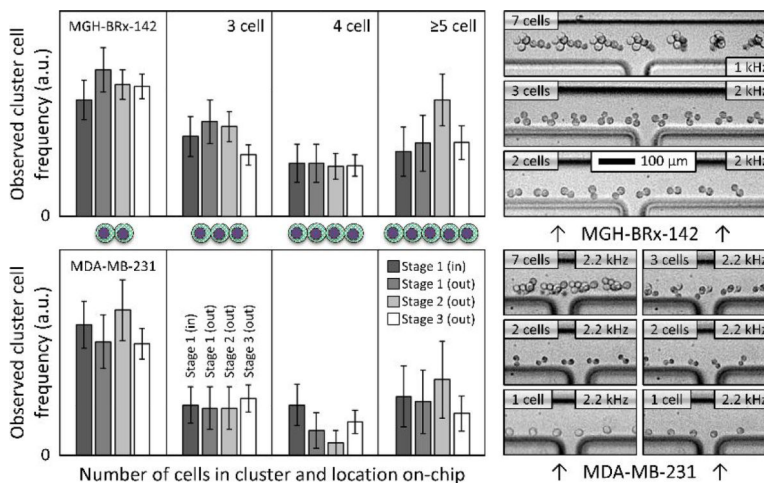 MGH-BRx-142
3 cell
4 cell
≥5 cell
Observed cluster cell
frequency (a.u.)
0
MDA-MB-231
Stage 1 (in)
Stage 1 (out)
Stage 2 (out)
Stage 3 (out)
Stage 1 (in)
Stage 1 (out)
Stage 2 (out)
Stage 3 (out)
Observed cluster cell
frequency (a.u.)
0
Number of cells in cluster and location on-chip
7 cells
1 kHz
3 cells
2 kHz
2 cells
100 µm
2 kHz
↑ MGH-BRx-142 ↑
7 cells 2.2 kHz
3 cells 2.2 kHz
2 cells 2.2 kHz
2 cells 2.2 kHz
1 cell 2.2 kHz
1 cell 2.2 kHz
↑ MDA-MB-231 ↑